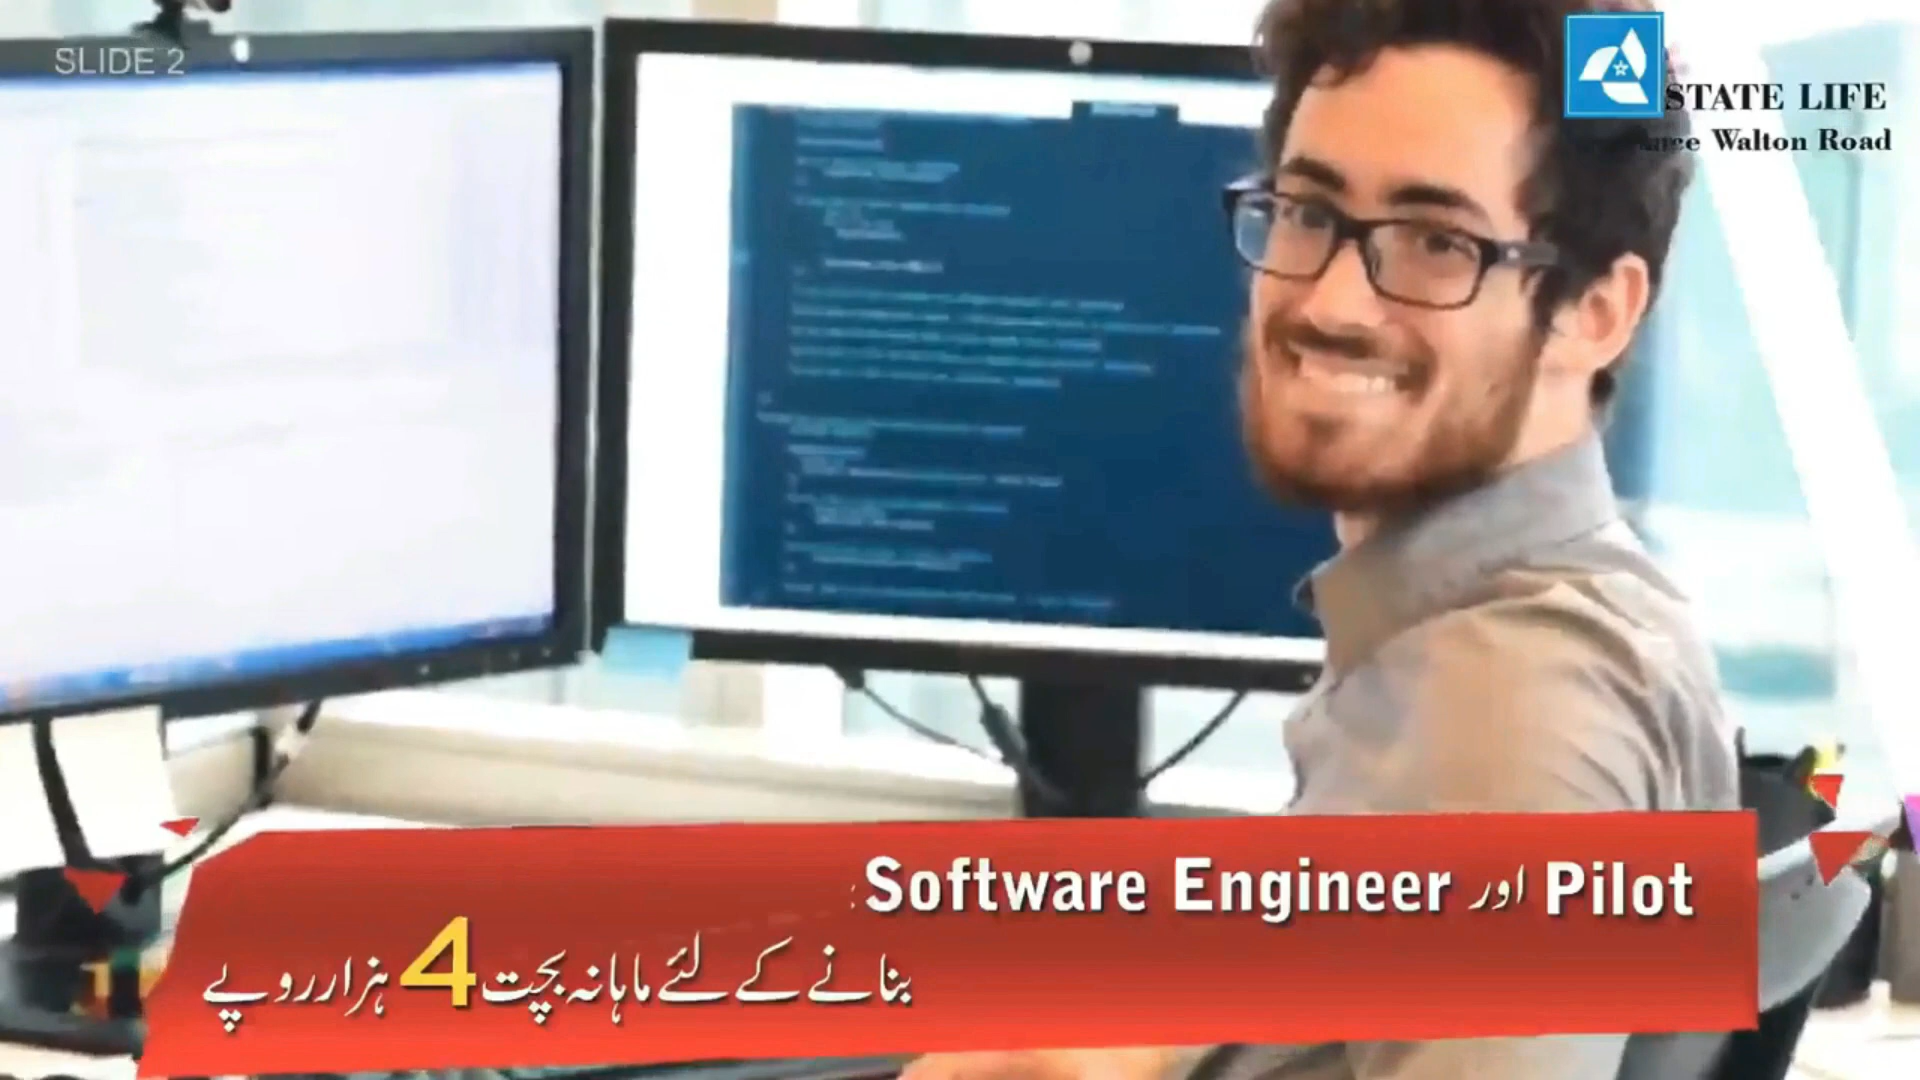 SLIDE 2
STATE LIFE
Walton Road
Pilot اور Software Engineer
بنانے کے لئے ماہانہ بچت 4 ہزار روپے